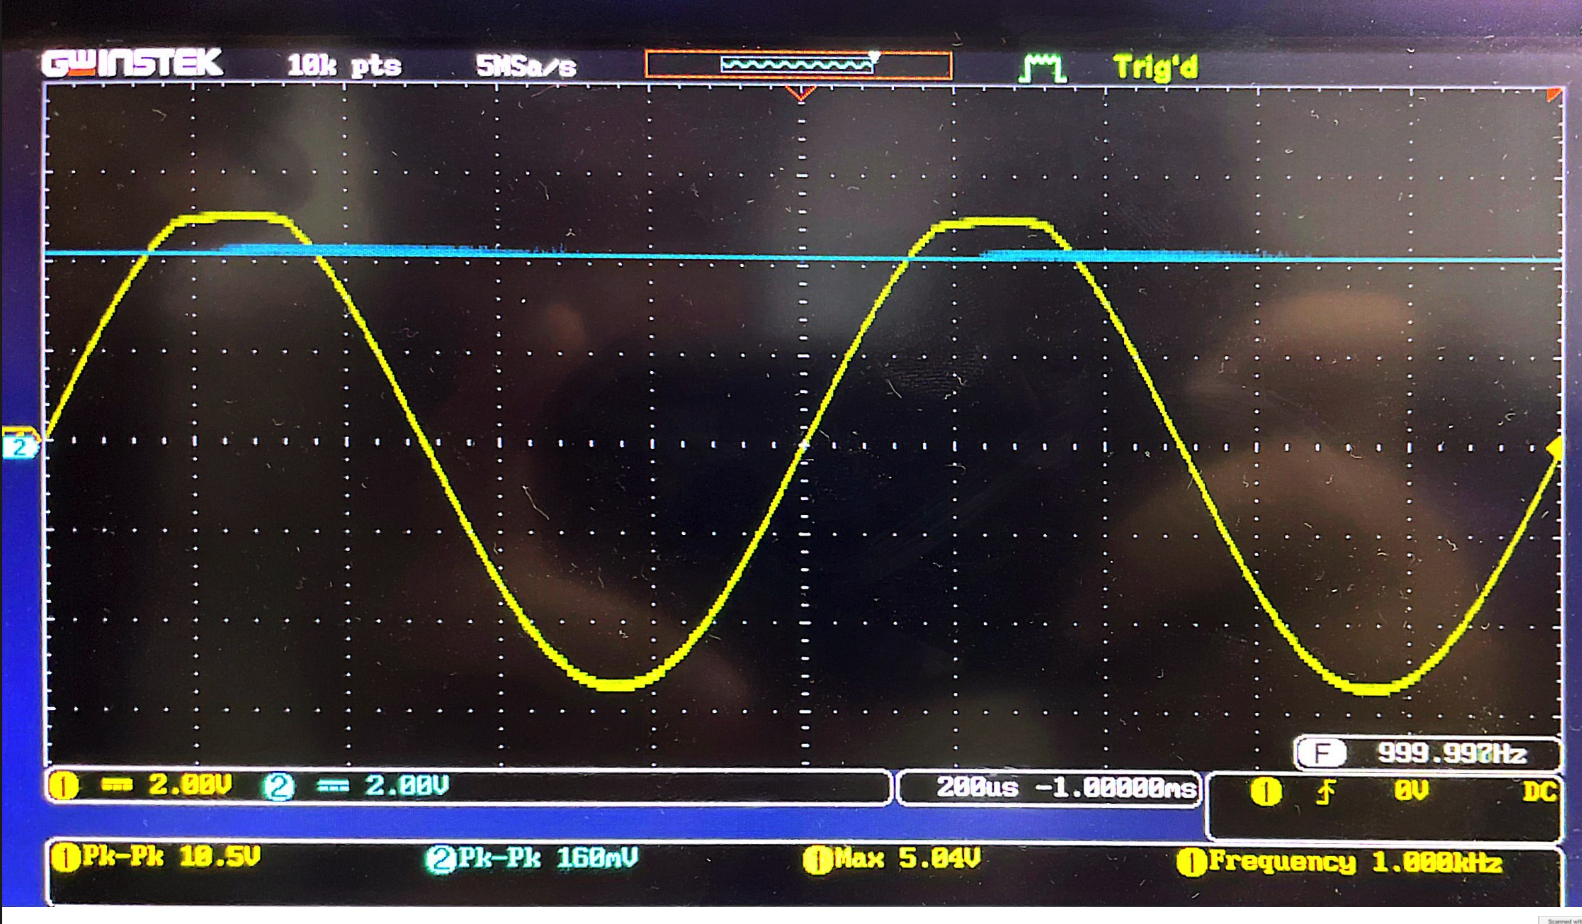 GWINSTEK 10k pts 5MSa/s Trig'd
2
F 999.997Hz
1 2.00V 2 2.00V 200us -1.00000ms 1 0V DC
1 Pk-Pk 10.5V 2 Pk-Pk 160mV 1 Max 5.04V 1 Frequency 1.000kHz